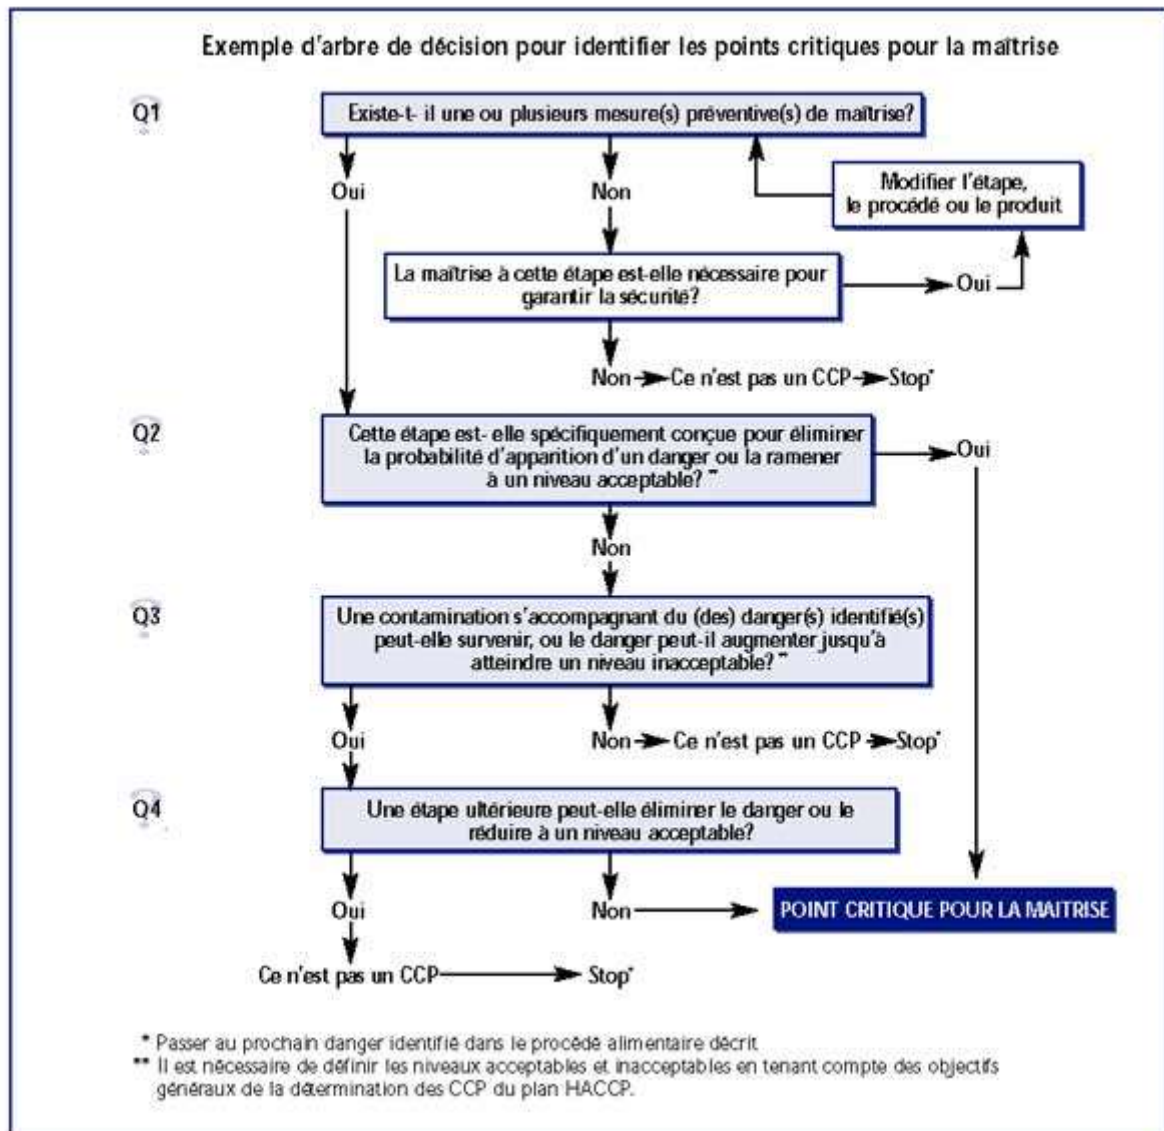 Exemple d'arbre de décision pour identifier les points critiques pour la maîtrise
Q1
Existe-t- il une ou plusieurs mesure(s) préventive(s) de maîtrise?
Oui
Non
Modifier l'étape,
le procédé ou le produit
La maîtrise à cette étape est-elle nécessaire pour
garantir la sécurité?
Oui
Non
Ce n'est pas un CCP
Stop*
Q2
Cette étape est- elle spécifiquement conçue pour éliminer
la probabilité d'apparition d'un danger ou la ramener
à un niveau acceptable? **
Oui
Non
Q3
Une contamination s'accompagnant du (des) danger(s) identifié(s)
peut-elle survenir, ou le danger peut-il augmenter jusqu'à
atteindre un niveau inacceptable? **
Oui
Non
Ce n'est pas un CCP
Stop*
Q4
Une étape ultérieure peut-elle éliminer le danger ou le
réduire à un niveau acceptable?
Oui
Non
POINT CRITIQUE POUR LA MAITRISE
Ce n'est pas un CCP
Stop*
* Passer au prochain danger identifié dans le procédé alimentaire décrit
** Il est nécessaire de définir les niveaux acceptables et inacceptables en tenant compte des objectifs
généraux de la détermination des CCP du plan HACCP.